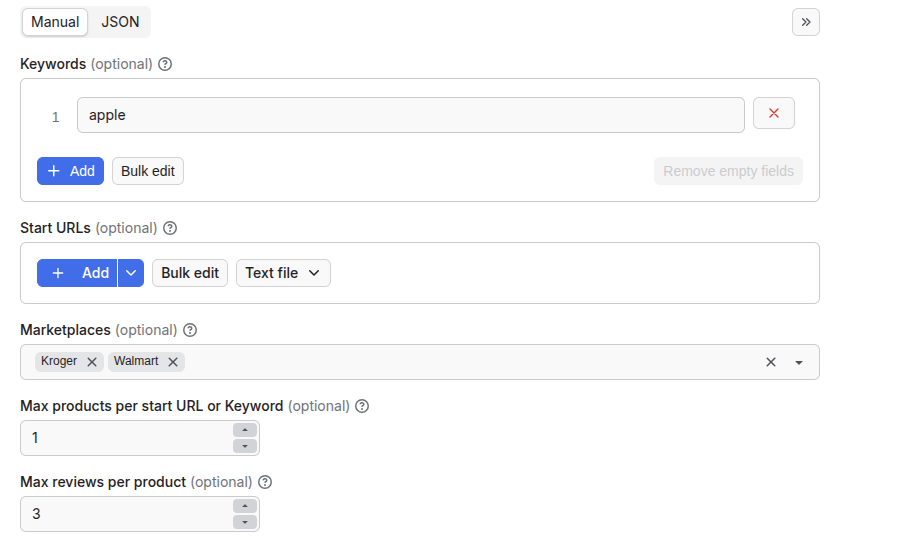 Manual JSON
Keywords (optional)
1 apple
Add Bulk edit Remove empty fields
Start URLs (optional)
Add Bulk edit Text file
Marketplaces (optional)
Kroger Walmart
Max products per start URL or Keyword (optional)
1
Max reviews per product (optional)
3